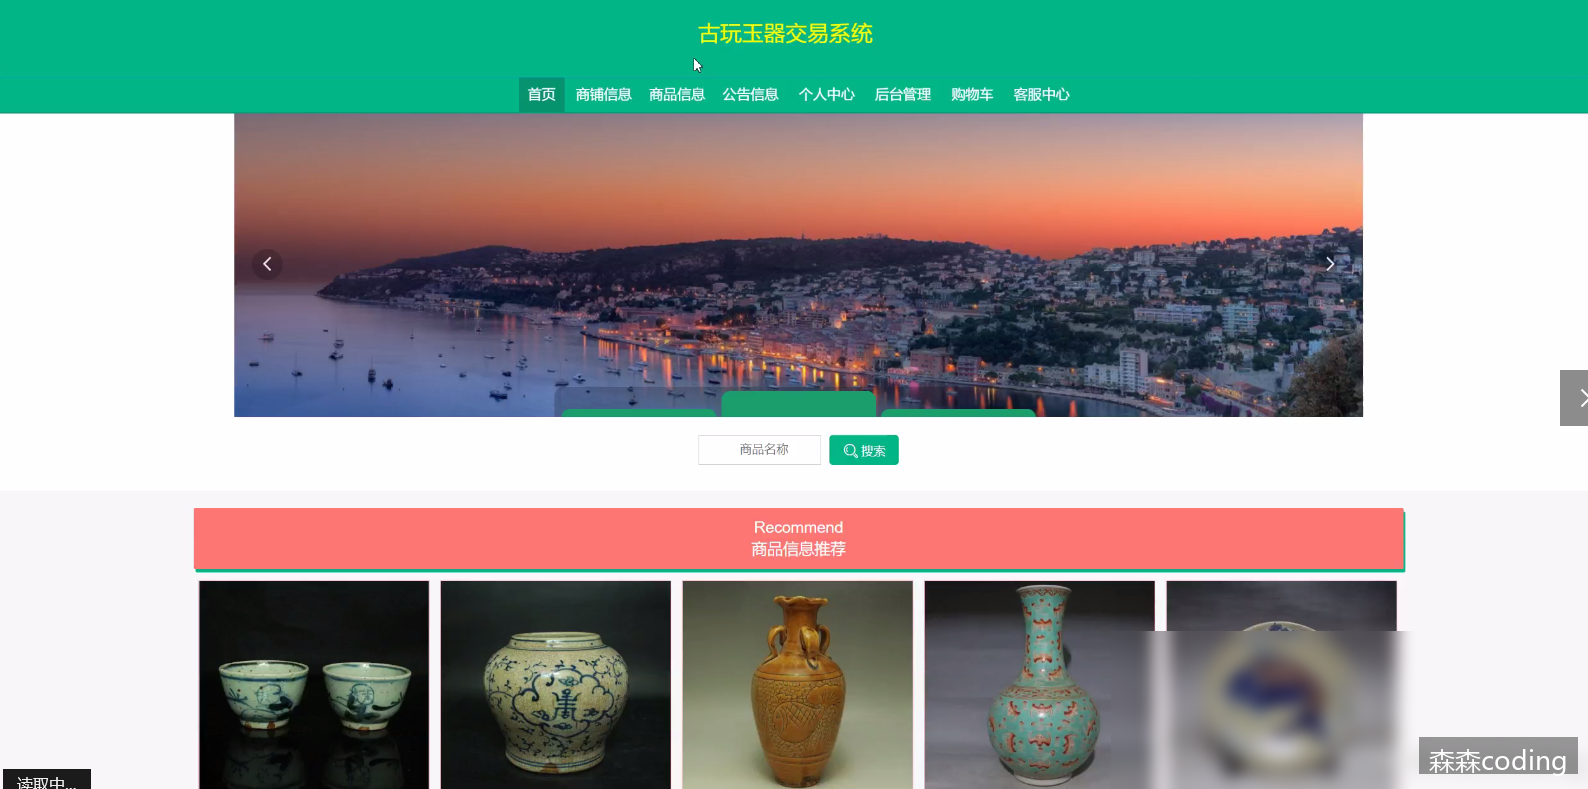 古玩玉器交易系统
首页 商铺信息 商品信息 公告信息 个人中心 后台管理 购物车 客服中心
商品名称 搜索
Recommend
商品信息推荐
森森coding
读取中...